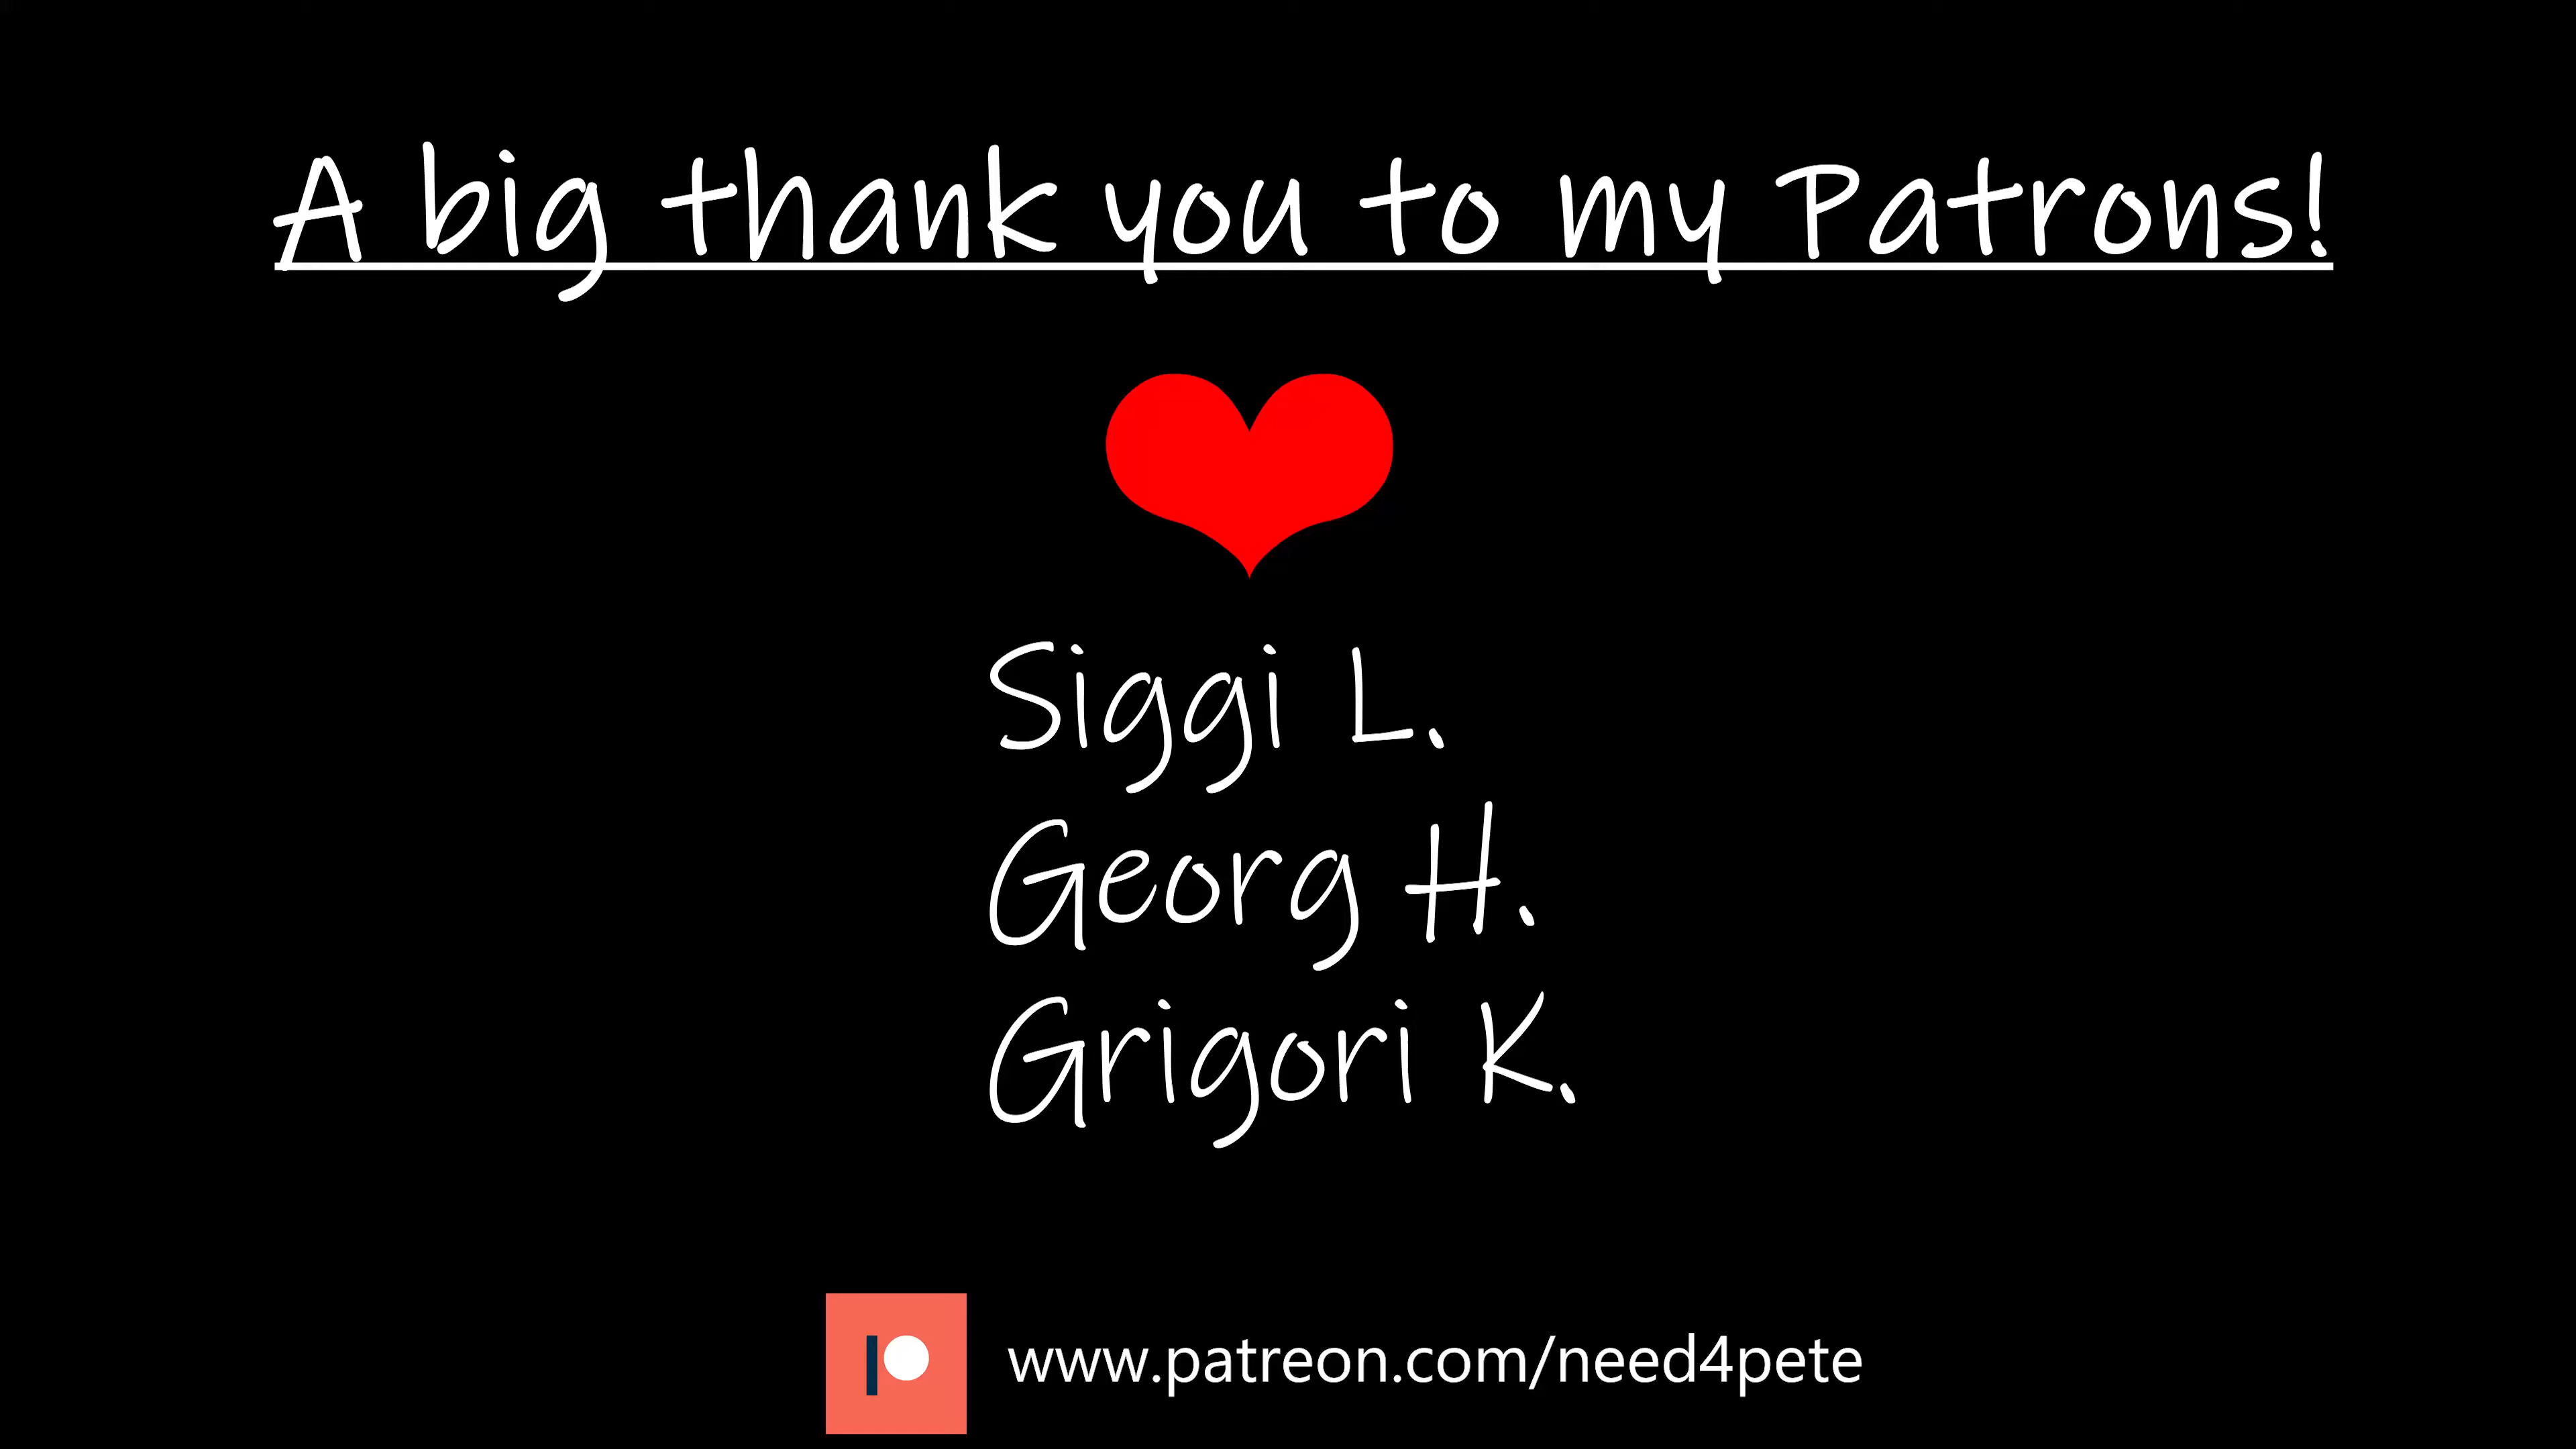 A big thank you to my Patrons!
Siggi L.
Georg H.
Grigori K.
www.patreon.com/need4pete